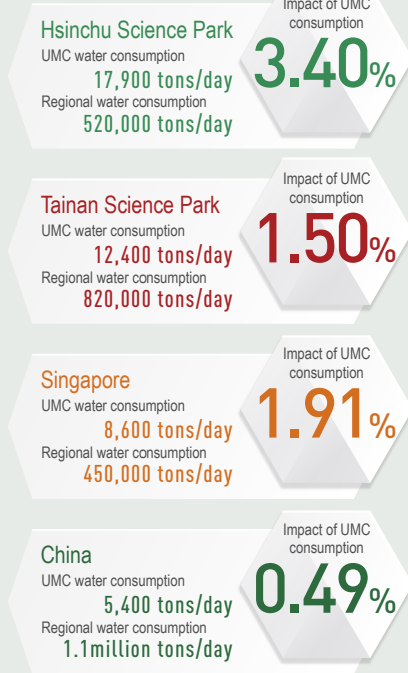 Impact of UMC
consumption
Hsinchu Science Park
UMC water consumption
17,900 tons/day
Regional water consumption
520,000 tons/day
3.40%
Impact of UMC
consumption
Tainan Science Park
UMC water consumption
12,400 tons/day
Regional water consumption
820,000 tons/day
1.50%
Impact of UMC
consumption
Singapore
UMC water consumption
8,600 tons/day
Regional water consumption
450,000 tons/day
1.91%
Impact of UMC
consumption
China
UMC water consumption
5,400 tons/day
Regional water consumption
1.1million tons/day
0.49%